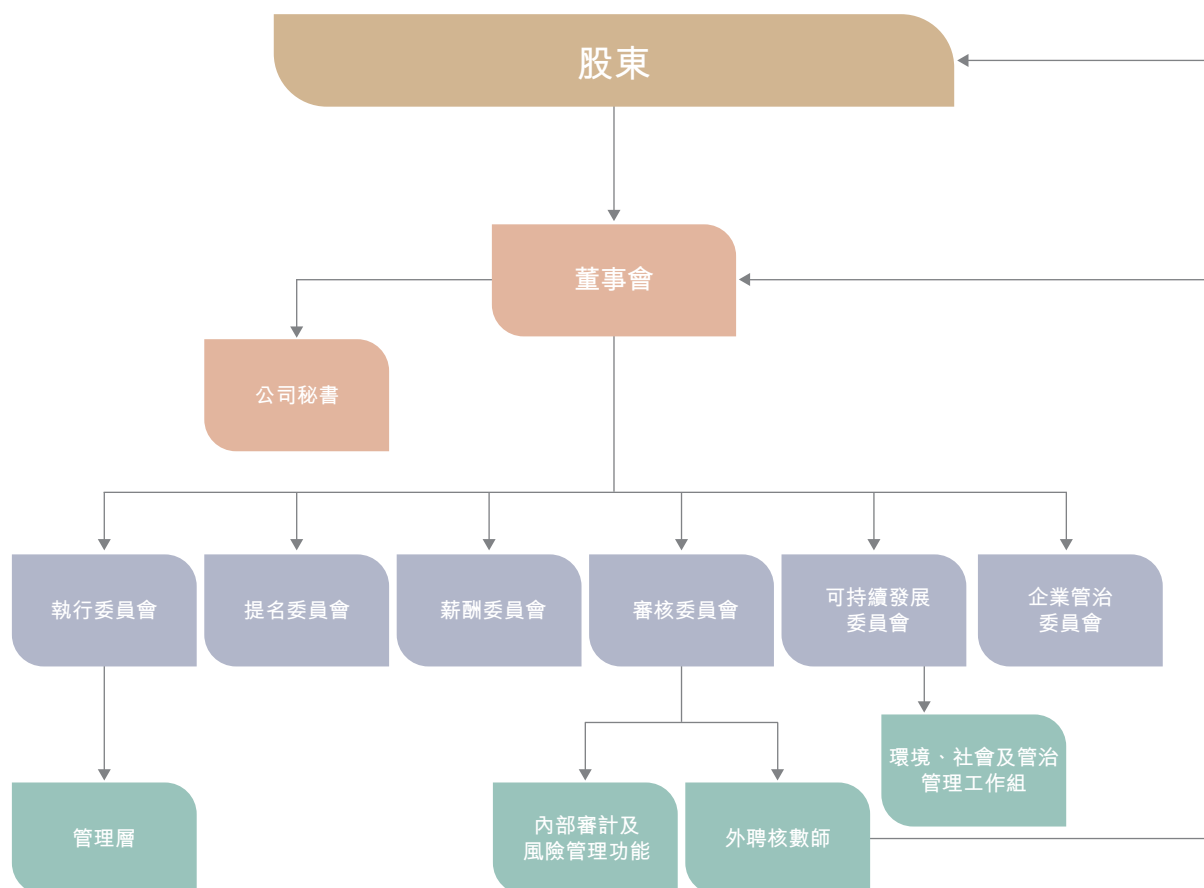 股東
董事會
公司秘書
執行委員會
提名委員會
薪酬委員會
審核委員會
可持續發展
委員會
企業管治
委員會
環境、社會及管治
管理工作組
管理層
內部審計及
風險管理功能
外聘核數師